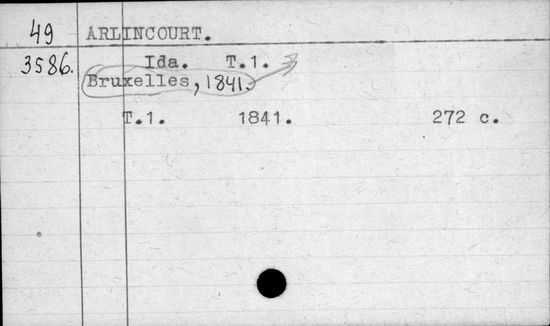 49 ARLINCOURT.
3586. Ida. T.1.
Bruxelles, 1841.
T.1. 1841. 272 c.